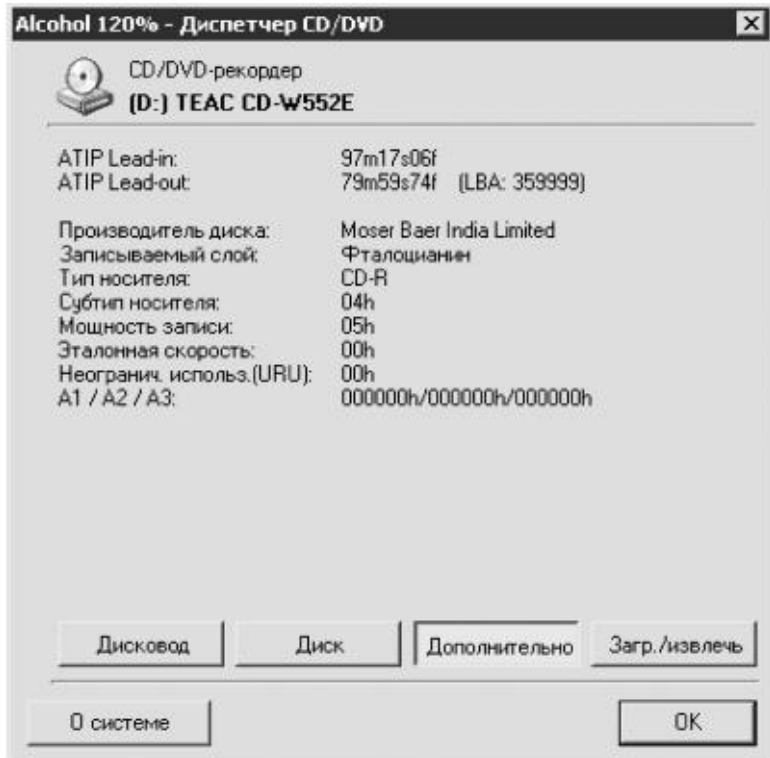 Alcohol 120% - Диспетчер CD/DVD
CD/DVD-рекордер
(D:) TEAC CD-W552E
ATIP Lead-in: 97m17s06f
ATIP Lead-out: 79m59s74f (LBA: 359999)
Производитель диска: Moser Baer India Limited
Записываемый слой: Фталоцианин
Тип носителя: CD-R
Субтип носителя: 04h
Мощность записи: 05h
Эталонная скорость: 00h
Неогранич. использ.(URU): 00h
A1 / A2 / A3: 000000h/000000h/000000h
Дисковод Диск Дополнительно Загр./извлечь
О системе OK